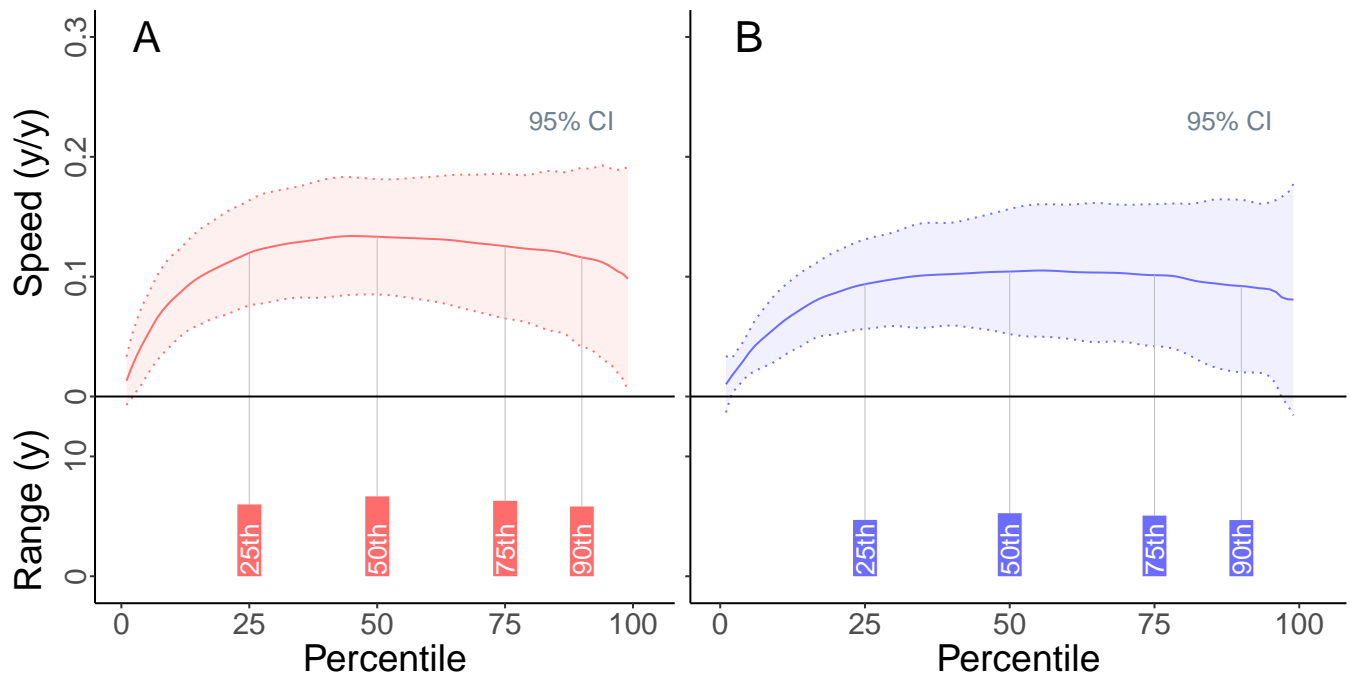 A
B
95% CI
95% CI
Speed (y/y)
0.3
0.2
0.1
0
Range (y)
10
0
25th
50th
75th
90th
25th
50th
75th
90th
0
25
50
75
100
0
25
50
75
100
Percentile
Percentile